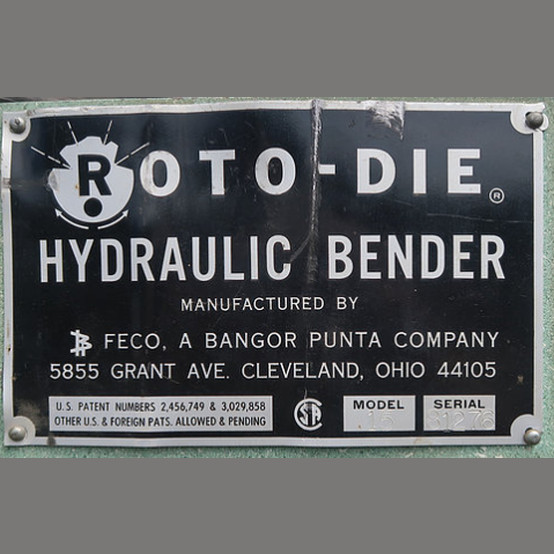 ROTO-DIE®
HYDRAULIC BENDER
MANUFACTURED BY
FECO, A BANGOR PUNTA COMPANY
5855 GRANT AVE. CLEVELAND, OHIO 44105
U.S. PATENT NUMBERS 2,456,749 & 3,029,858
OTHER U.S. & FOREIGN PATS. ALLOWED & PENDING
SA
MODEL SERIAL